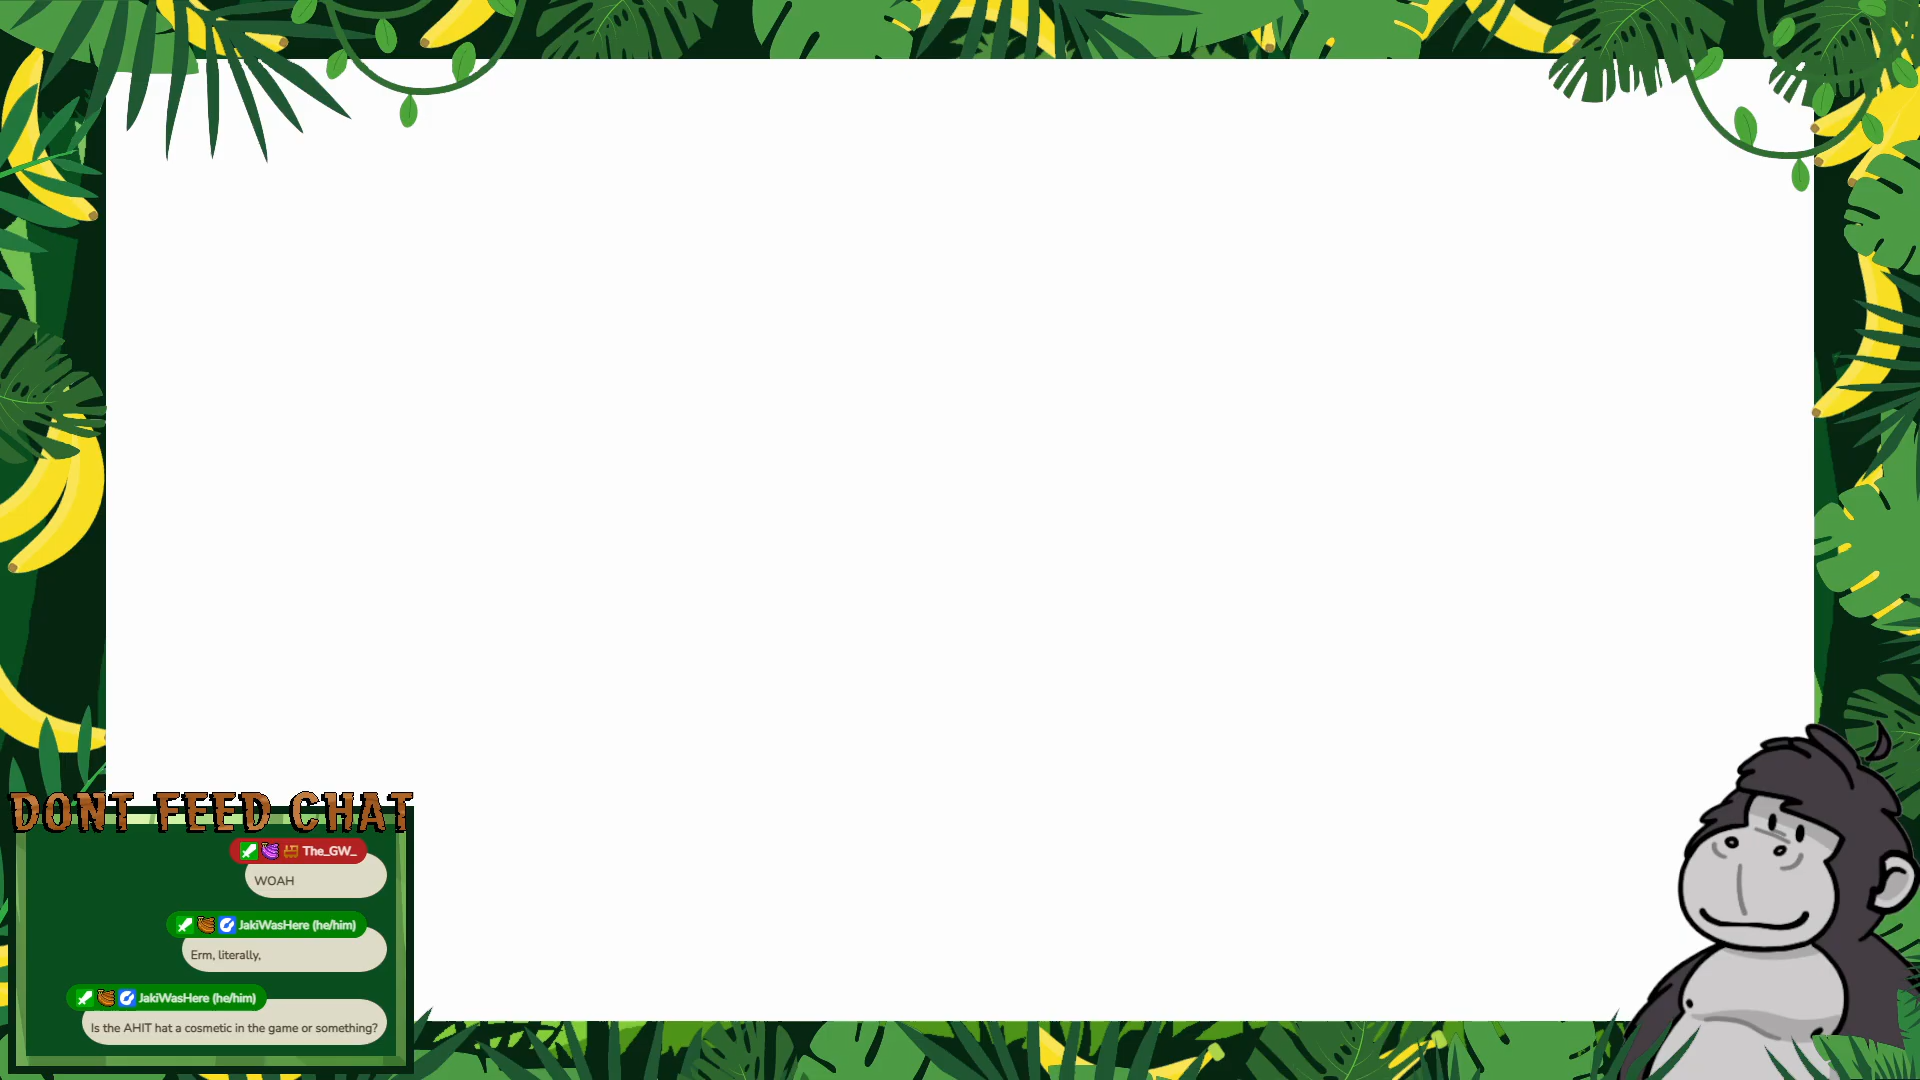 DONT FEED CHAT
The_GW_
WOAH
JakiWasHere (he/him)
Erm, literally,
JakiWasHere (he/him)
Is the AHIT hat a cosmetic in the game or something?